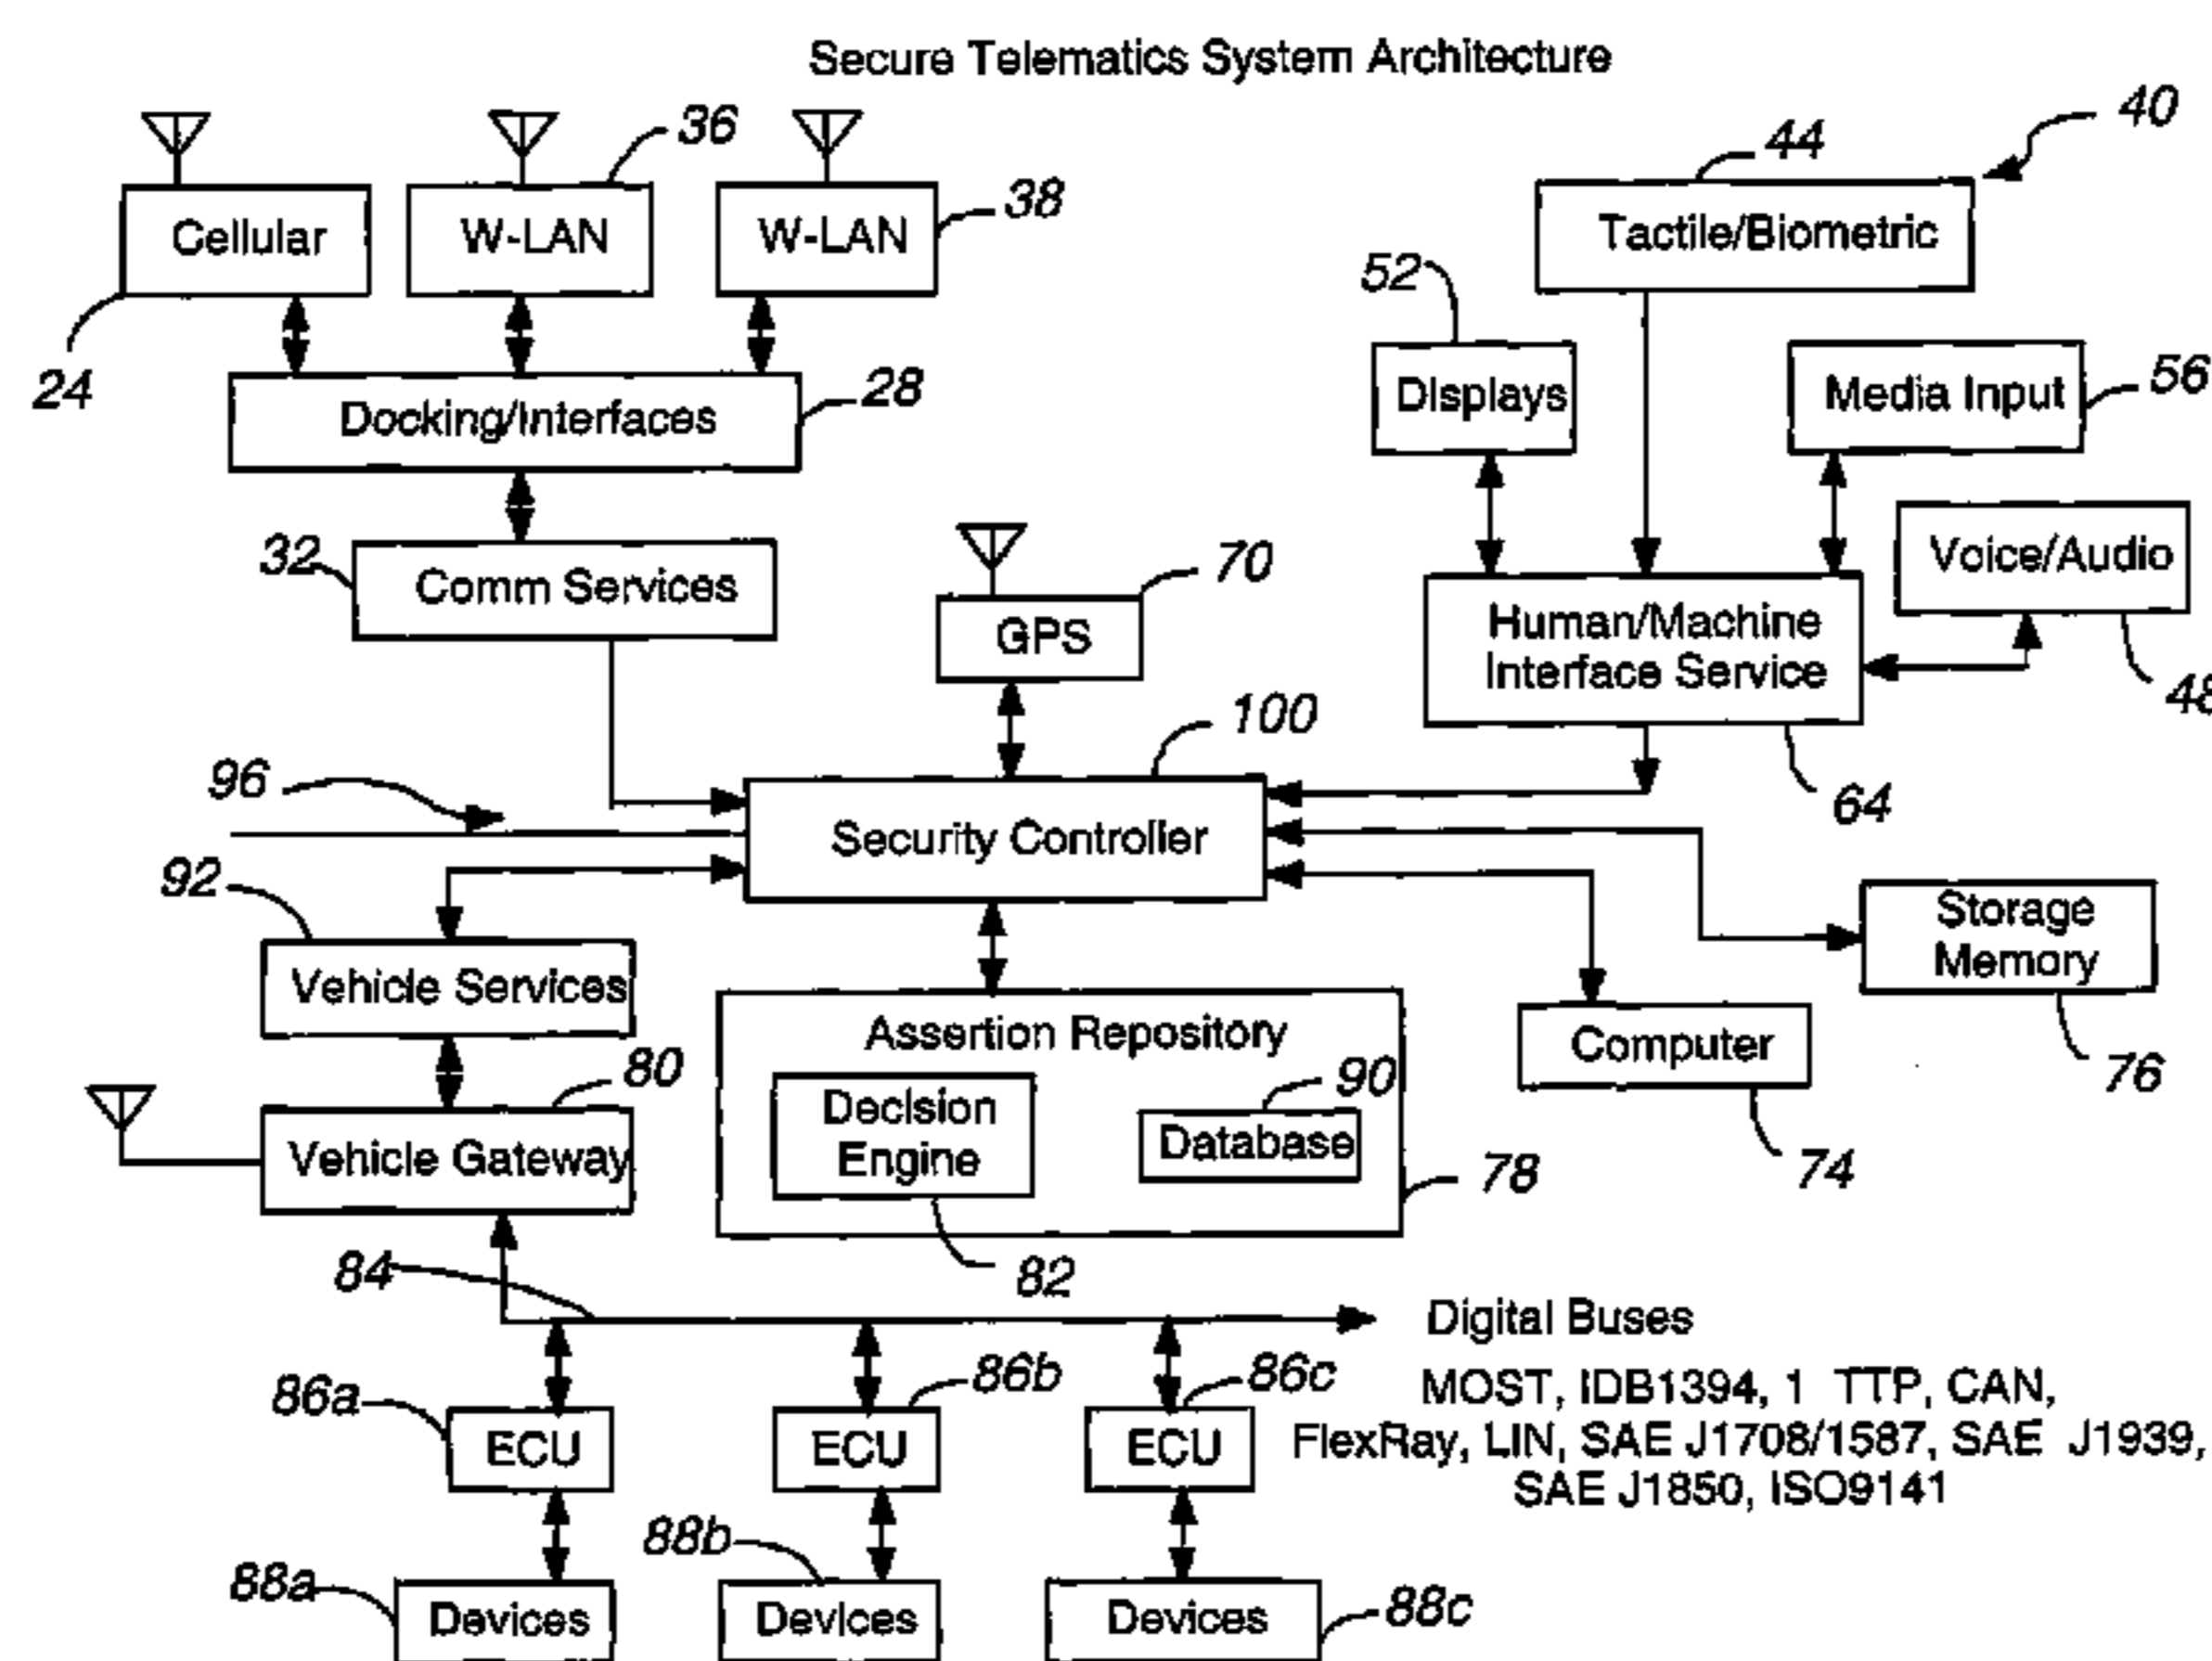 Secure Telematics System Architecture
36
38
44
40
Cellular
W-LAN
W-LAN
Tactile/Biometric
24
52
Displays
Media Input
56
Docking/Interfaces
28
32
Comm Services
GPS
70
Voice/Audio
48
Human/Machine
Interface Service
64
100
96
Security Controller
92
Vehicle Services
Storage
Memory
76
Assertion Repository
Computer
74
80
Vehicle Gateway
Decision
Engine
90
Database
78
82
84
Digital Buses
MOST, IDB1394, 1 TTP, CAN,
FlexRay, LIN, SAE J1708/1587, SAE J1939,
SAE J1850, ISO9141
86a
ECU
86b
ECU
86c
ECU
88a
Devices
88b
Devices
Devices
88c